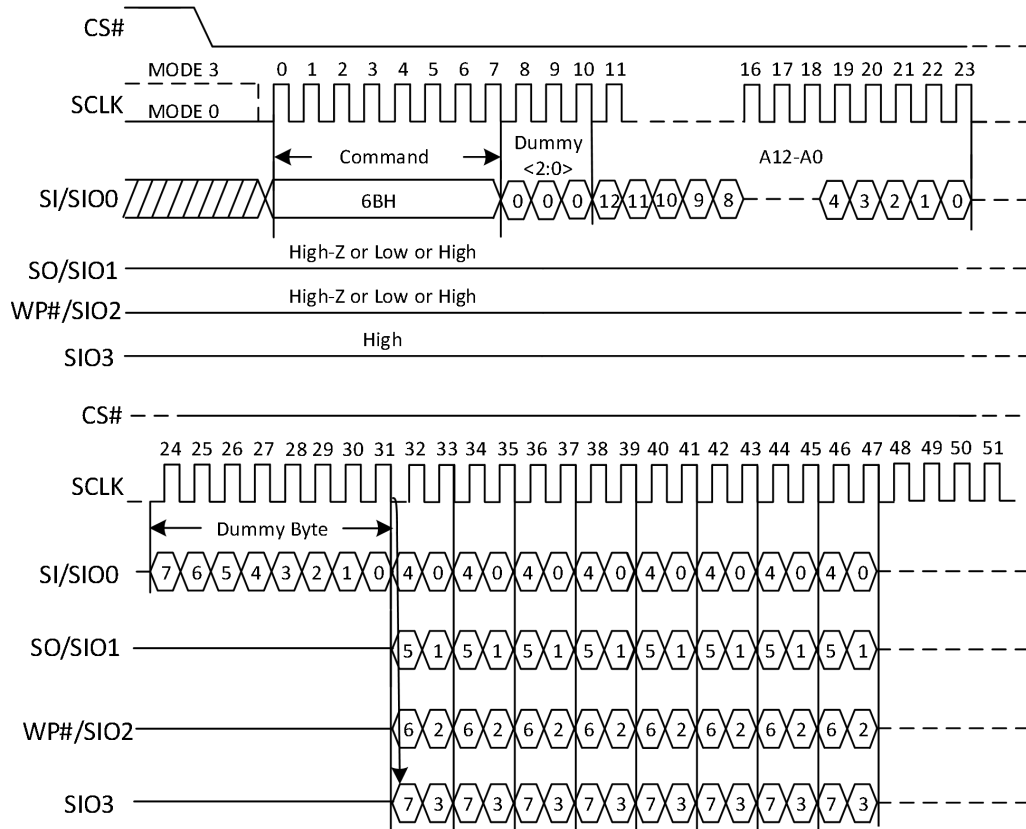 CS#
MODE 3 0 1 2 3 4 5 6 7 8 9 10 11 16 17 18 19 20 21 22 23
SCLK
MODE 0
Command Dummy <2:0> A12-A0
SI/SIO0 6BH 0 0 0 12 11 10 9 8 4 3 2 1 0
High-Z or Low or High
SO/SIO1
High-Z or Low or High
WP#/SIO2
High
SIO3
CS#
24 25 26 27 28 29 30 31 32 33 34 35 36 37 38 39 40 41 42 43 44 45 46 47 48 49 50 51
SCLK
Dummy Byte
SI/SIO0 7 6 5 4 3 2 1 0 4 0 4 0 4 0 4 0 4 0 4 0 4 0 4 0
SO/SIO1 5 1 5 1 5 1 5 1 5 1 5 1 5 1 5 1
WP#/SIO2 6 2 6 2 6 2 6 2 6 2 6 2 6 2 6 2
SIO3 7 3 7 3 7 3 7 3 7 3 7 3 7 3 7 3